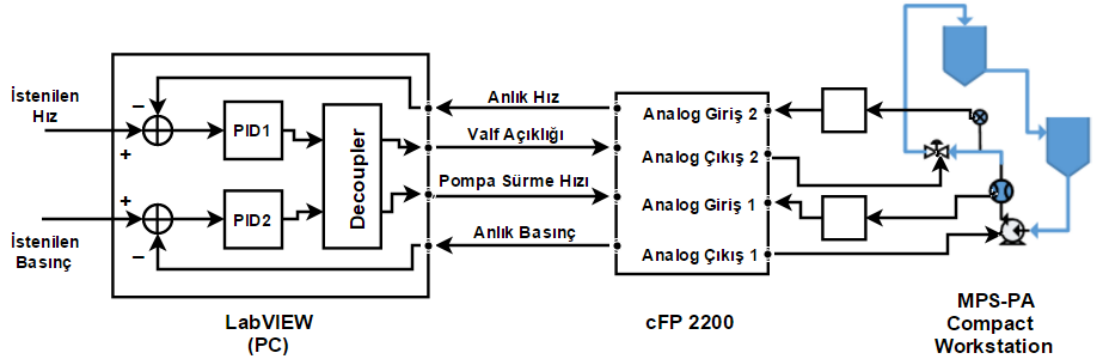 İstenilen
Hız
−
+
PID1
Decoupler
+
PID2
−
İstenilen
Basınç
Anlık Hız
Valf Açıklığı
Pompa Sürme Hızı
Anlık Basınç
Analog Giriş 2
Analog Çıkış 2
Analog Giriş 1
Analog Çıkış 1
LabVIEW
(PC)
cFP 2200
MPS-PA
Compact
Workstation